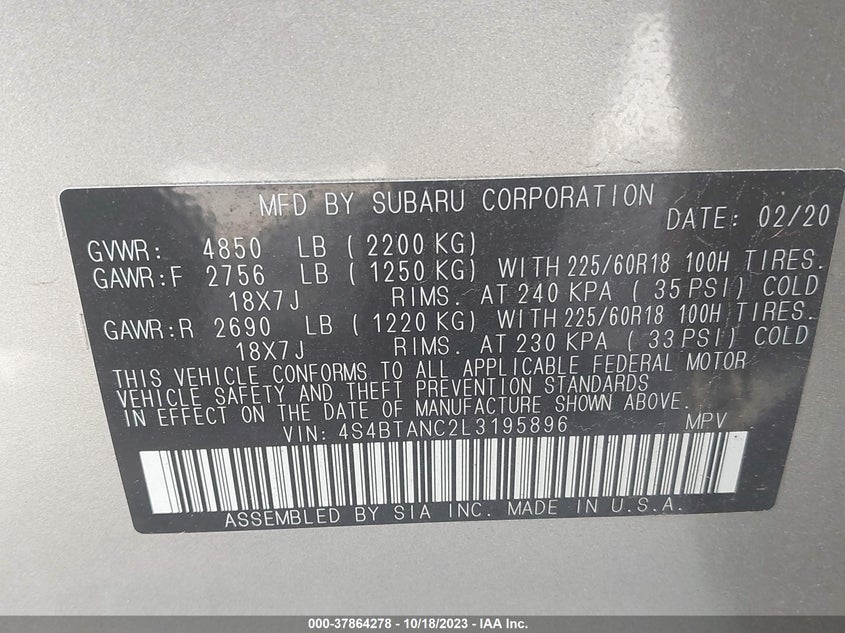 MFD BY SUBARU CORPORATION
DATE: 02/20
GVWR: 4850 LB (2200 KG)
GAWR:F 2756 LB (1250 KG) WITH 225/60R18 100H TIRES.
18X7J RIMS. AT 240 KPA ( 35 PSI) COLD
GAWR:R 2690 LB (1220 KG) WITH 225/60R18 100H TIRES.
18X7J RIMS. AT 230 KPA ( 33 PSI) COLD
THIS VEHICLE CONFORMS TO ALL APPLICABLE FEDERAL MOTOR
VEHICLE SAFETY AND THEFT PREVENTION STANDARDS
IN EFFECT ON THE DATE OF MANUFACTURE SHOWN ABOVE.
VIN: 4S4BTANC2L3195896 MPV
ASSEMBLED BY SIA INC. MADE IN U.S.A.
000-37864278 - 10/18/2023 - IAA Inc.